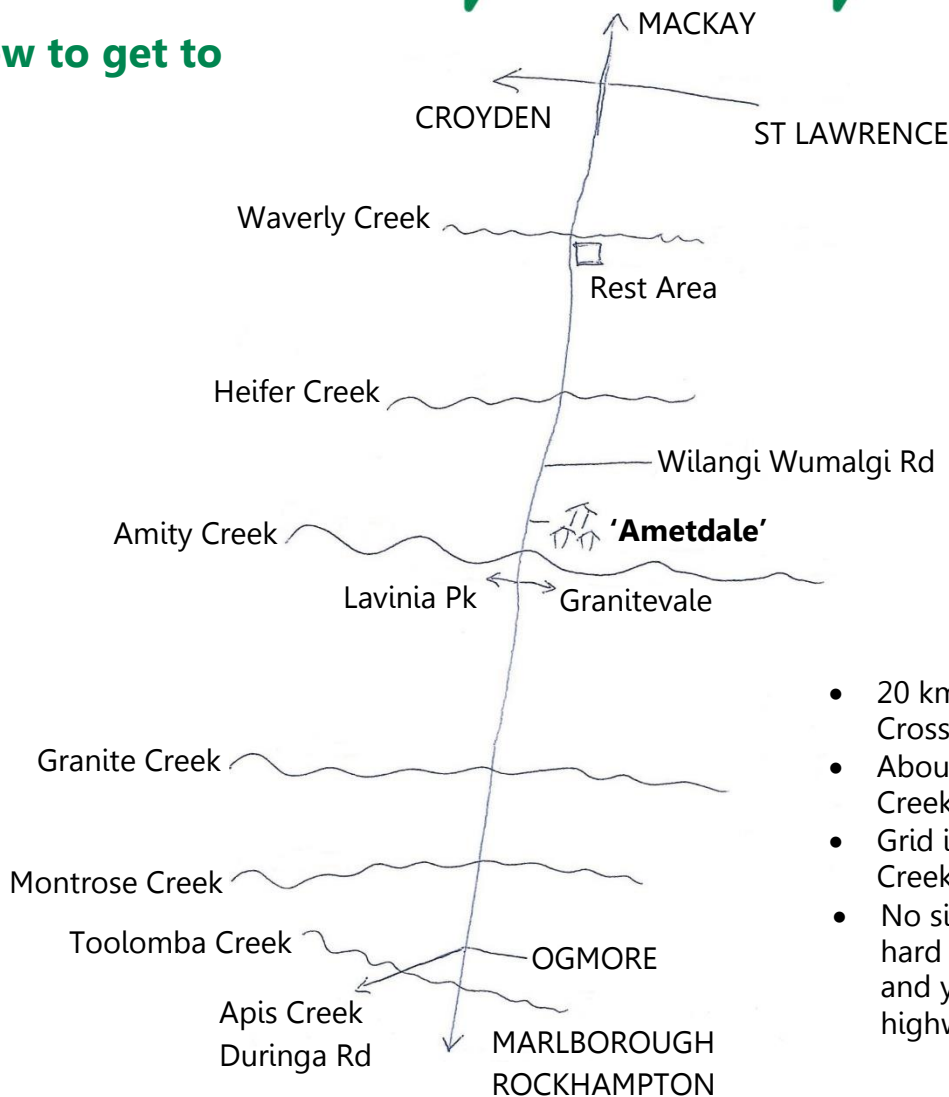 MACKAY
w to get to
CROYDEN
ST LAWRENCE
Waverly Creek
Rest Area
Heifer Creek
Wilangi Wumalgi Rd
Amity Creek
'Ametdale'
Lavinia Pk
Granitevale
• 20 km
Cross
• Abou
Creek
• Grid i
Creek
• No si
hard
and y
highw
Granite Creek
Montrose Creek
Toolomba Creek
OGMORE
Apis Creek
Duringa Rd
MARLBOROUGH
ROCKHAMPTON